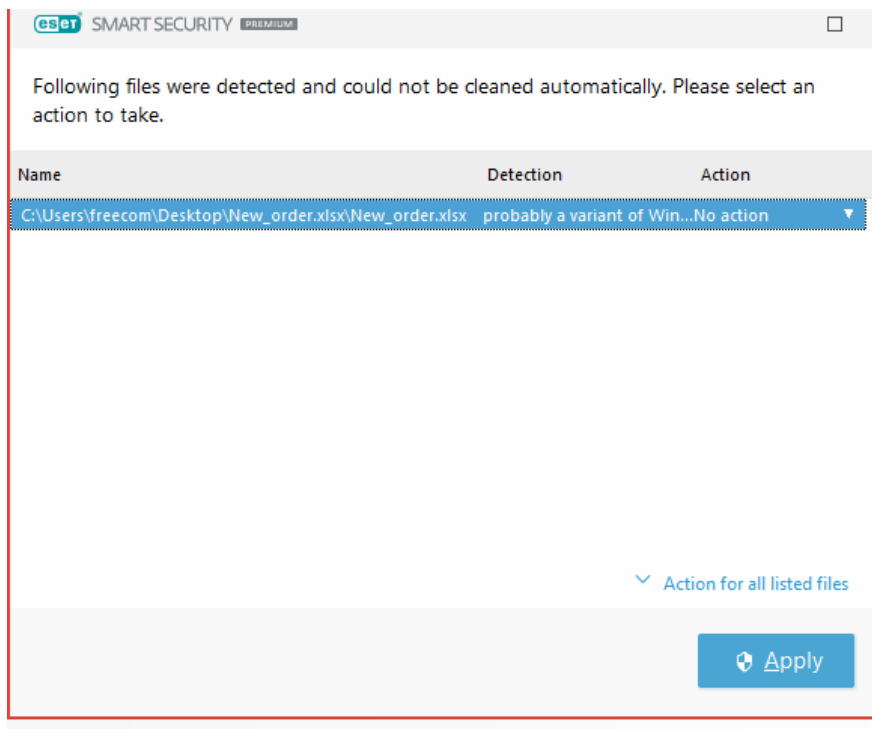 eset SMART SECURITY PREMIUM
Following files were detected and could not be cleaned automatically. Please select an
action to take.
Name Detection Action
C:\Users\freecom\Desktop\New_order.xlsx\New_order.xlsx probably a variant of Win...No action
Action for all listed files
Apply